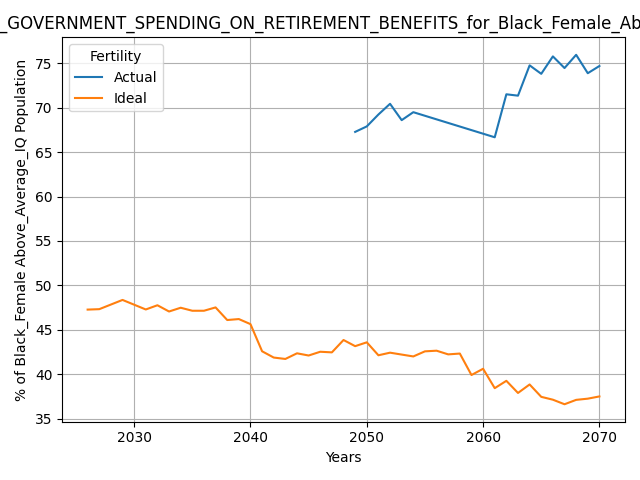 _GOVERNMENT_SPENDING_ON_RETIREMENT_BENEFITS_for_Black_Female_Ab
Fertility
Actual
Ideal
% of Black_Female Above_Average_IQ Population
75
70
65
60
55
50
45
40
35
2030 2040 2050 2060 2070
Years